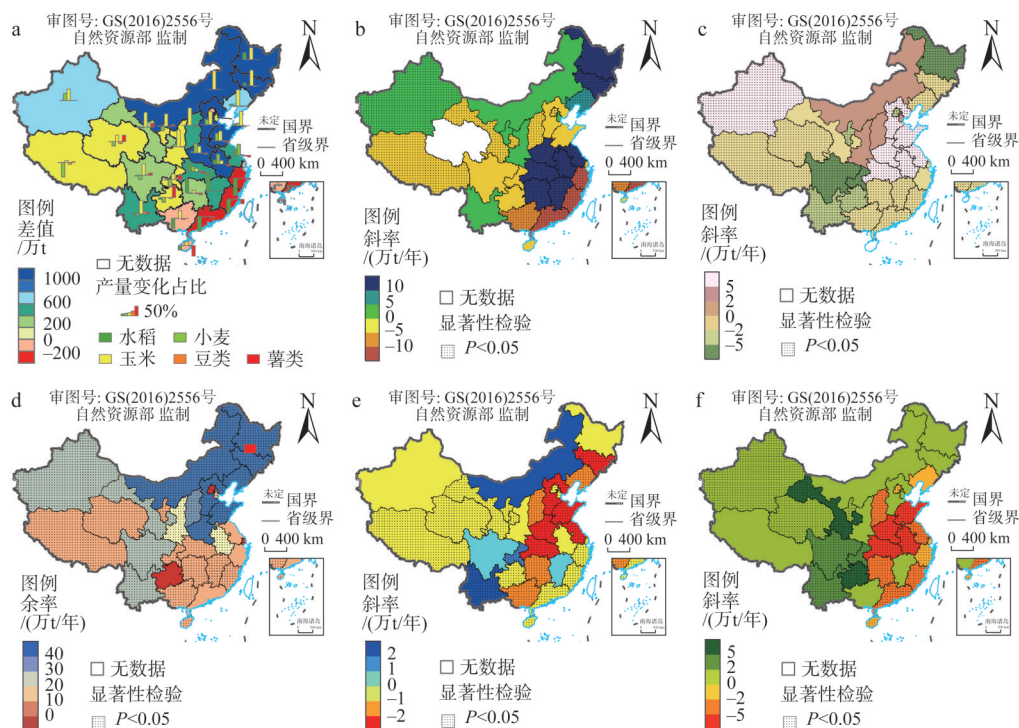 a
审图号: GS(2016)2556号
自然资源部 监制
N
未定
国界
省级界
0 400 km
南海诸岛
图例
差值
/万t
1000
600
200
0
–200
无数据
产量变化占比
50%
水稻
小麦
玉米
豆类
薯类
b
审图号: GS(2016)2556号
自然资源部 监制
N
未定
国界
省级界
0 400 km
南海诸岛
图例
斜率
/(万t/年)
10
5
0
–5
–10
无数据
显著性检验
P<0.05
c
审图号: GS(2016)2556号
自然资源部 监制
N
未定
国界
省级界
0 400 km
南海诸岛
图例
斜率
/(万t/年)
5
2
0
–2
–5
无数据
显著性检验
P<0.05
d
审图号: GS(2016)2556号
自然资源部 监制
N
未定
国界
省级界
0 400 km
南海诸岛
图例
余率
/(万t/年)
40
30
20
10
0
无数据
显著性检验
P<0.05
e
审图号: GS(2016)2556号
自然资源部 监制
N
未定
国界
省级界
0 400 km
南海诸岛
图例
斜率
/(万t/年)
2
1
0
–1
–2
无数据
显著性检验
P<0.05
f
审图号: GS(2016)2556号
自然资源部 监制
N
未定
国界
省级界
0 400 km
南海诸岛
图例
斜率
/(万t/年)
5
2
0
–2
–5
无数据
显著性检验
P<0.05